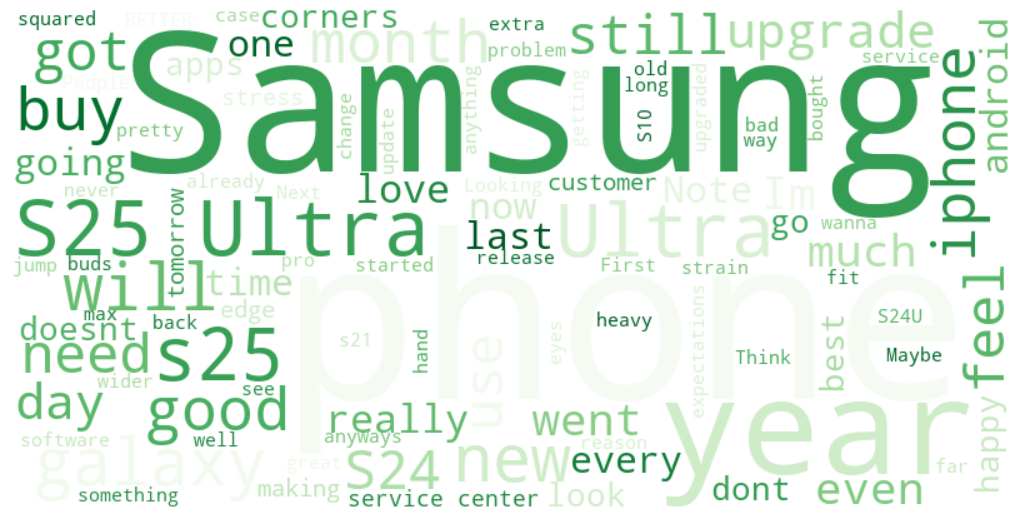 squared
BETTER
case
corners
extra
got
one
month
still
upgrade
Samsung
apps
problem
service
People
old
long
iphone
android
buy
stress
change
update
anything
getting
S10
upgraded
bad
way
bought
pretty
going
never
already
Next
love
Looking
customer
Note
Im
tomorrow
S25 Ultra
now
last
Ultra
go
wanna
much
release
jump
buds
will
time
pro
started
First
strain
fit
feel
max
edge
phone
doesnt
back
s21
hand
eyes
heavy
expectations
S24U
need
s25
use
Think
best
Maybe
wider
see
day
good
really
went
year
happy
anyways
software
well
reason
galaxy
great
S24
new
every
far
something
making
service center
look
dont
even